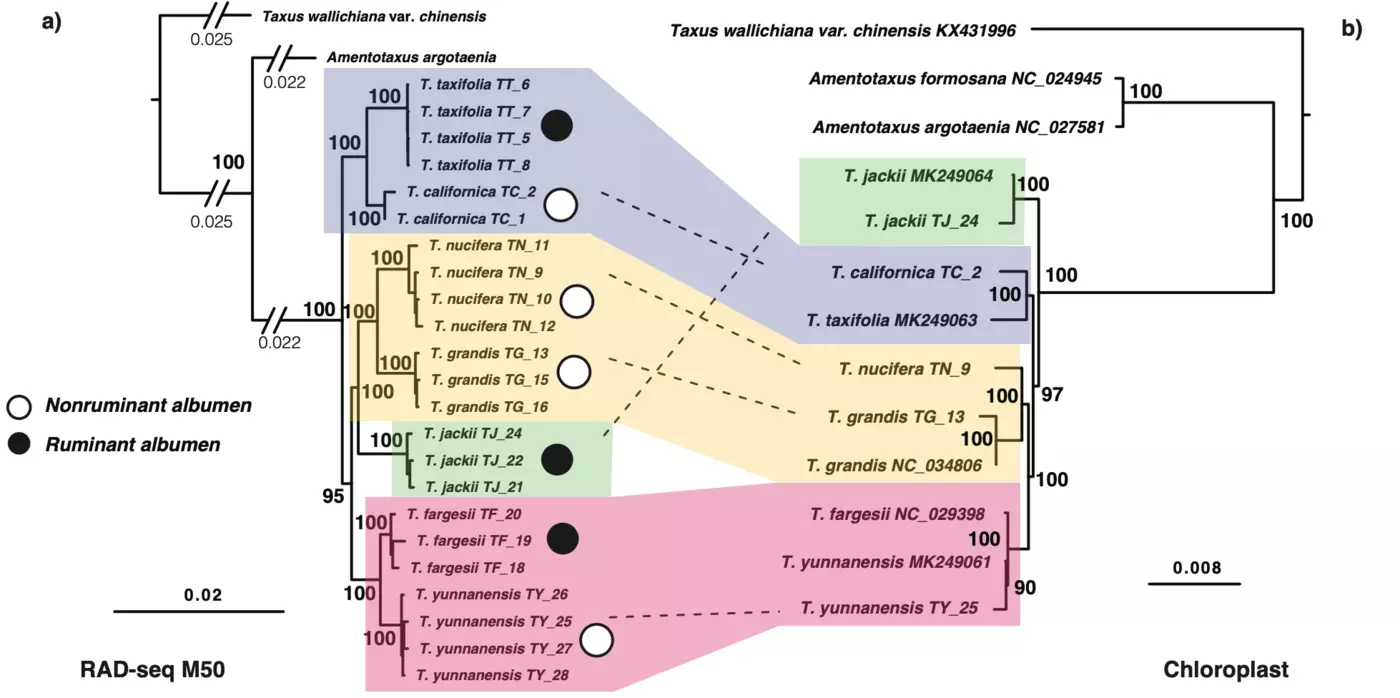 a)
Taxus wallichiana var. chinensis
0.025
Amentotaxus argotaenia
0.022
100
0.025
100
0.022
T. taxifolia TT_6
T. taxifolia TT_7
T. taxifolia TT_5
T. taxifolia TT_8
100
100
T. californica TC_2
T. californica TC_1
100
T. nucifera TN_11
T. nucifera TN_9
T. nucifera TN_10
T. nucifera TN_12
100
100
T. grandis TG_13
T. grandis TG_15
T. grandis TG_16
100
100
T. jackii TJ_24
T. jackii TJ_22
T. jackii TJ_21
100
95
T. fargesii TF_20
T. fargesii TF_19
T. fargesii TF_18
100
100
T. yunnanensis TY_26
T. yunnanensis TY_25
T. yunnanensis TY_27
T. yunnanensis TY_28
100
Nonruminant albumen
Ruminant albumen
0.02
RAD-seq M50
b)
Taxus wallichiana var. chinensis KX431996
Amentotaxus formosana NC_024945
100
Amentotaxus argotaenia NC_027581
T. jackii MK249064
100
T. jackii TJ_24
100
T. californica TC_2
100
100
T. taxifolia MK249063
T. nucifera TN_9
100
97
T. grandis TG_13
100
T. grandis NC_034806
100
T. fargesii NC_029398
100
T. yunnanensis MK249061
90
T. yunnanensis TY_25
0.008
Chloroplast